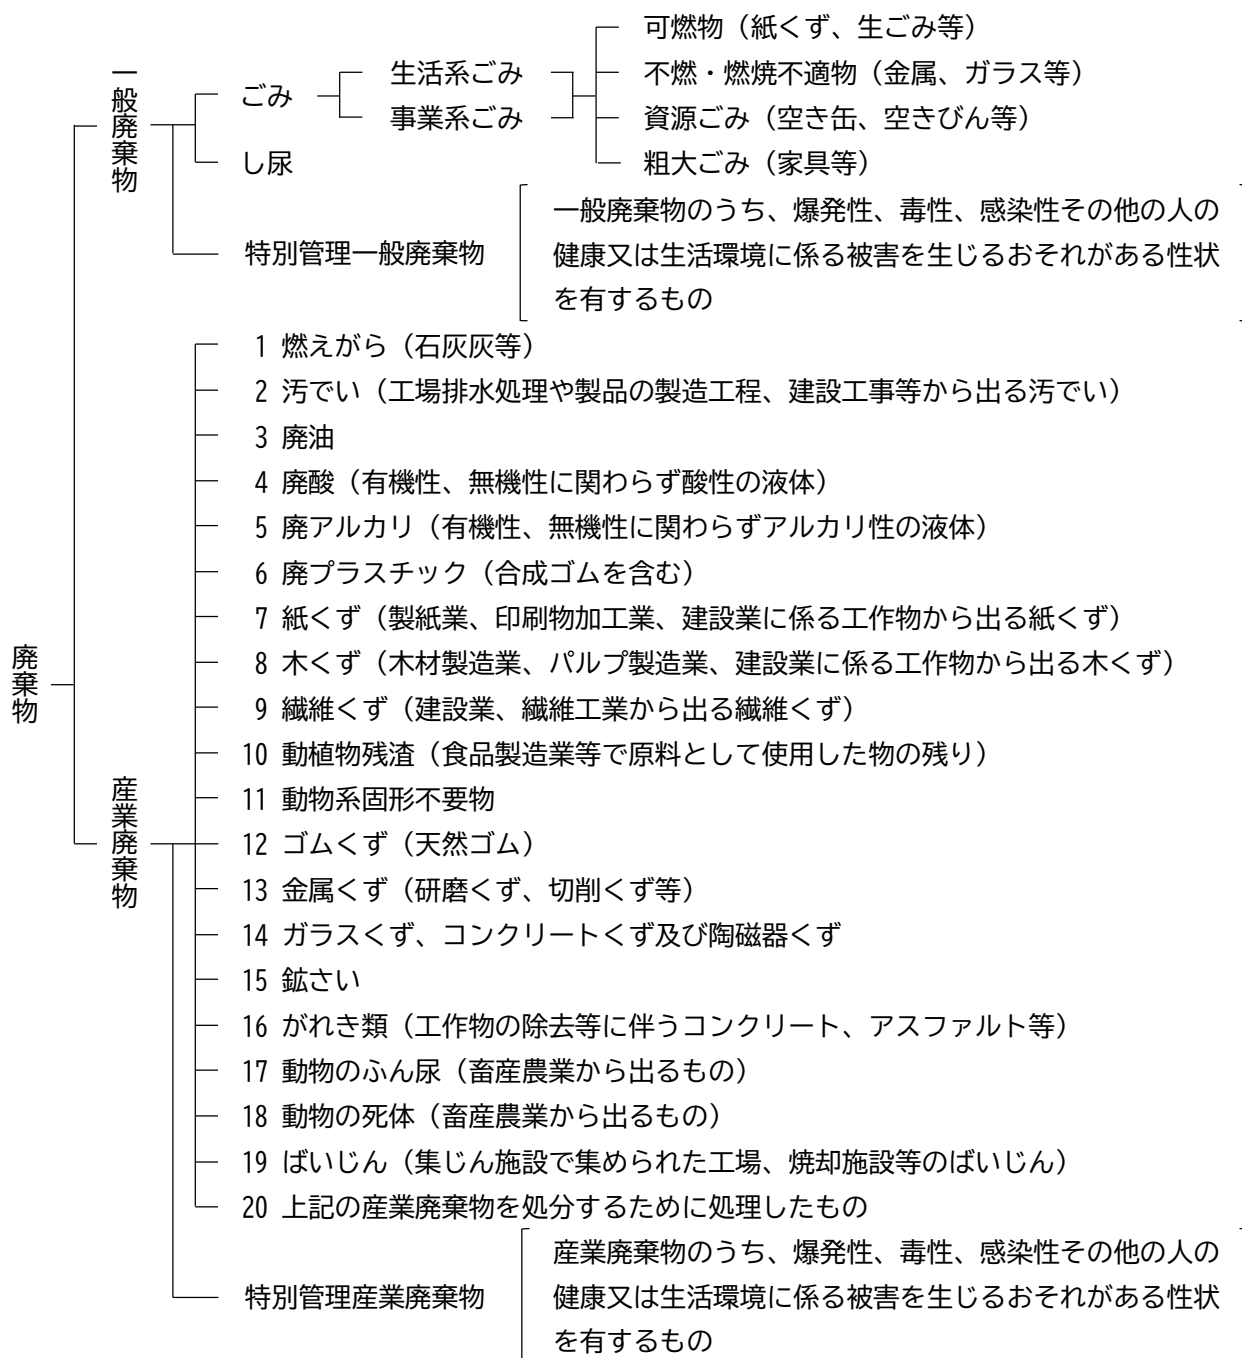 廃棄物
一般廃棄物
ごみ
生活系ごみ
事業系ごみ
可燃物（紙くず、生ごみ等）
不燃・燃焼不適物（金属、ガラス等）
資源ごみ（空き缶、空きびん等）
粗大ごみ（家具等）
し尿
特別管理一般廃棄物
一般廃棄物のうち、爆発性、毒性、感染性その他の人の
健康又は生活環境に係る被害を生じるおそれがある性状
を有するもの
産業廃棄物
1 燃えがら（石灰灰等）
2 汚でい（工場排水処理や製品の製造工程、建設工事等から出る汚でい）
3 廃油
4 廃酸（有機性、無機性に関わらず酸性の液体）
5 廃アルカリ（有機性、無機性に関わらずアルカリ性の液体）
6 廃プラスチック（合成ゴムを含む）
7 紙くず（製紙業、印刷物加工業、建設業に係る工作物から出る紙くず）
8 木くず（木材製造業、パルプ製造業、建設業に係る工作物から出る木くず）
9 繊維くず（建設業、繊維工業から出る繊維くず）
10 動植物残渣（食品製造業等で原料として使用した物の残り）
11 動物系固形不要物
12 ゴムくず（天然ゴム）
13 金属くず（研磨くず、切削くず等）
14 ガラスくず、コンクリートくず及び陶磁器くず
15 鉱さい
16 がれき類（工作物の除去等に伴うコンクリート、アスファルト等）
17 動物のふん尿（畜産農業から出るもの）
18 動物の死体（畜産農業から出るもの）
19 ばいじん（集じん施設で集められた工場、焼却施設等のばいじん）
20 上記の産業廃棄物を処分するために処理したもの
特別管理産業廃棄物
産業廃棄物のうち、爆発性、毒性、感染性その他の人の
健康又は生活環境に係る被害を生じるおそれがある性状
を有するもの